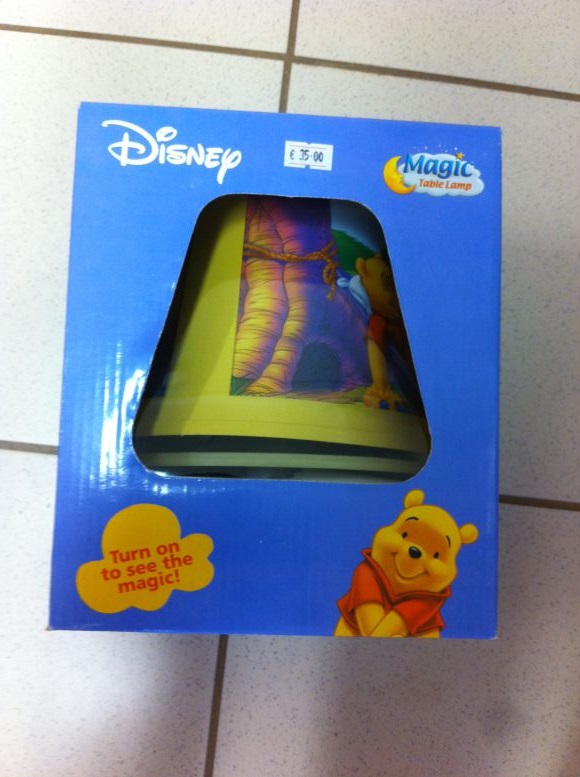 Disney
€ 35.00
Magic
Table Lamp
Turn on
to see the
magic!